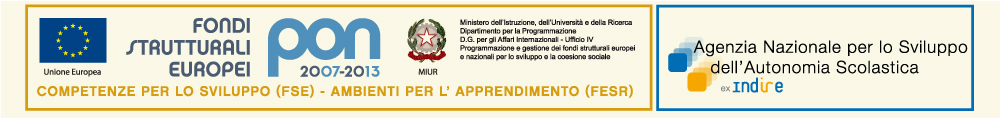 Unione Europea
FONDI
STRUTTURALI
EUROPEI
pon
2007-2013
MIUR
Ministero dell'Istruzione, dell'Università e della Ricerca
Dipartimento per la Programmazione
D.G. per gli Affari Internazionali - Ufficio IV
Programmazione e gestione dei fondi strutturali europei
e nazionali per lo sviluppo e la coesione sociale
COMPETENZE PER LO SVILUPPO (FSE) - AMBIENTI PER L' APPRENDIMENTO (FESR)
Agenzia Nazionale per lo Sviluppo
dell'Autonomia Scolastica
ex indire